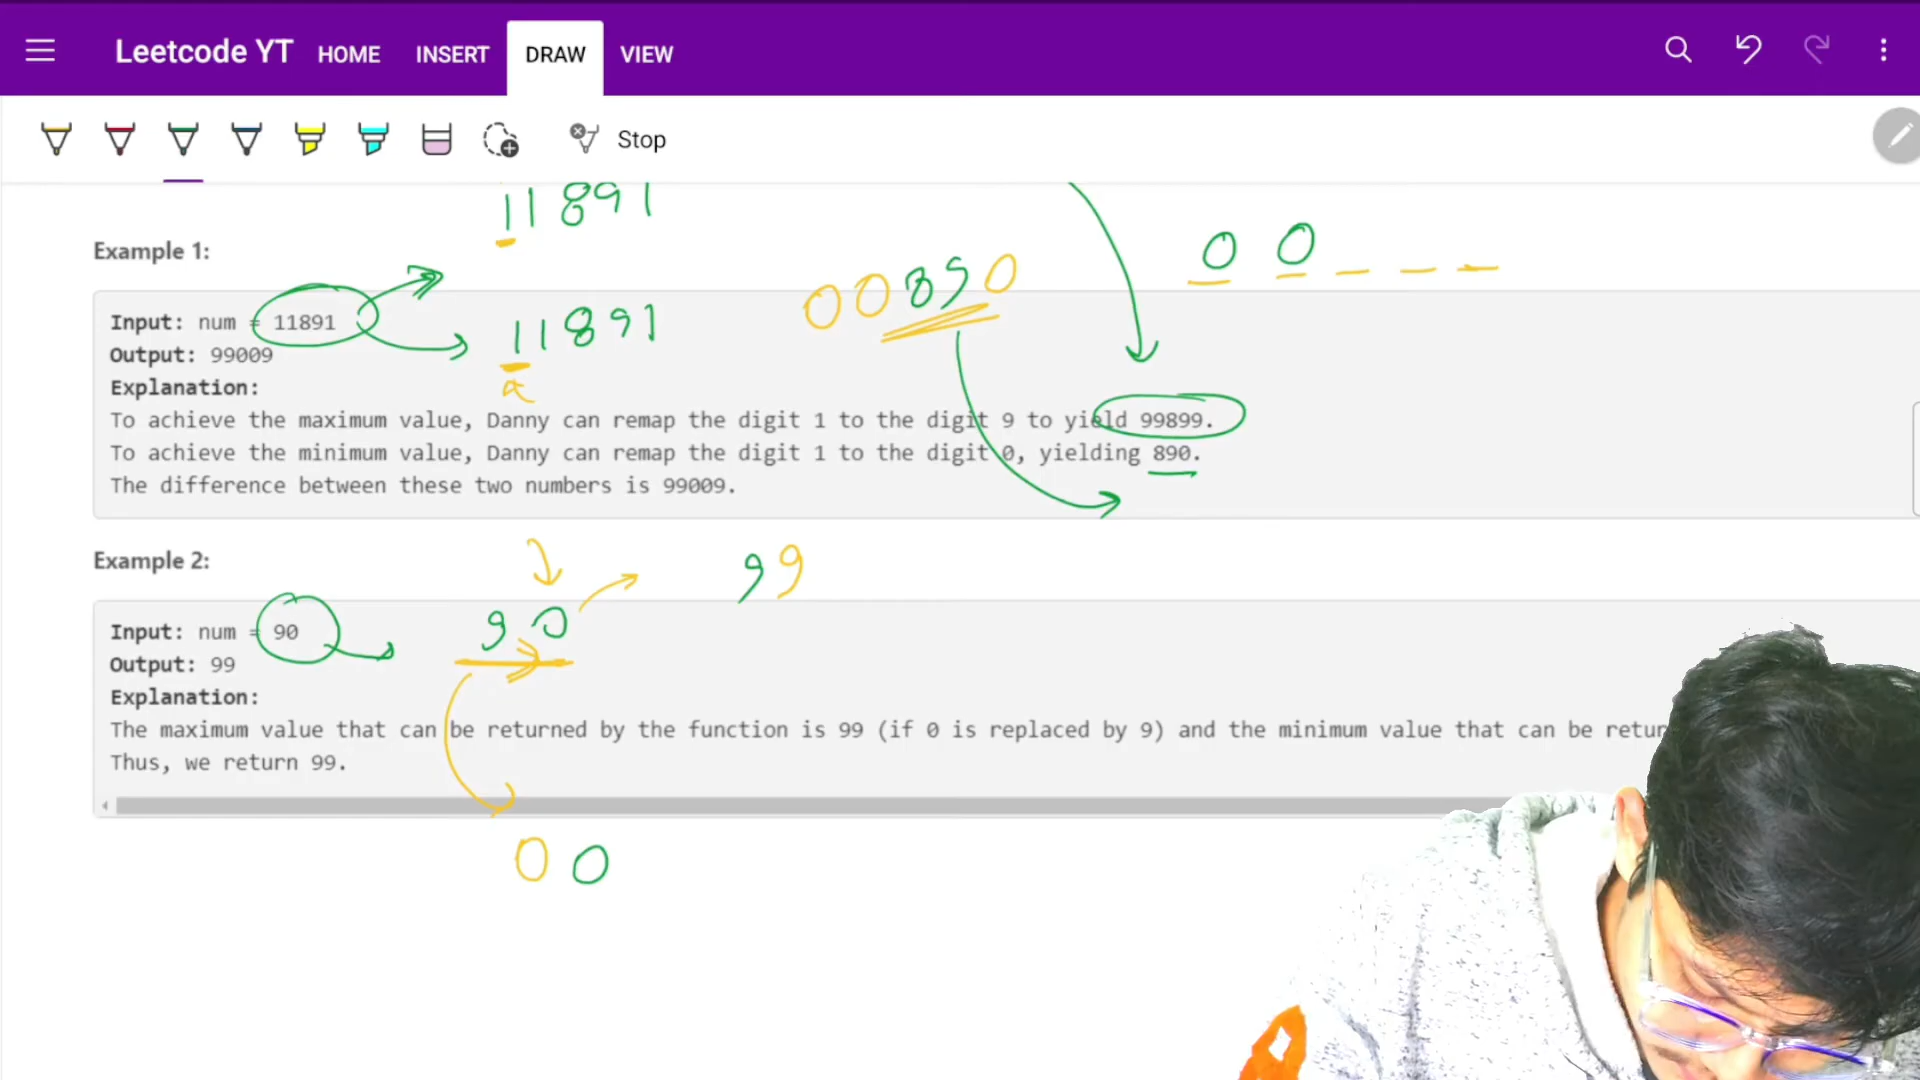 Leetcode YT HOME INSERT DRAW VIEW
Stop
11891
Example 1:
0 0
00890
Input: num = 11891
11891
Output: 99009
Explanation:
To achieve the maximum value, Danny can remap the digit 1 to the digit 9 to yield 99899.
To achieve the minimum value, Danny can remap the digit 1 to the digit 0, yielding 890.
The difference between these two numbers is 99009.
Example 2:
99
Input: num = 90
90
Output: 99
Explanation:
The maximum value that can be returned by the function is 99 (if 0 is replaced by 9) and the minimum value that can be retur
Thus, we return 99.
0 0